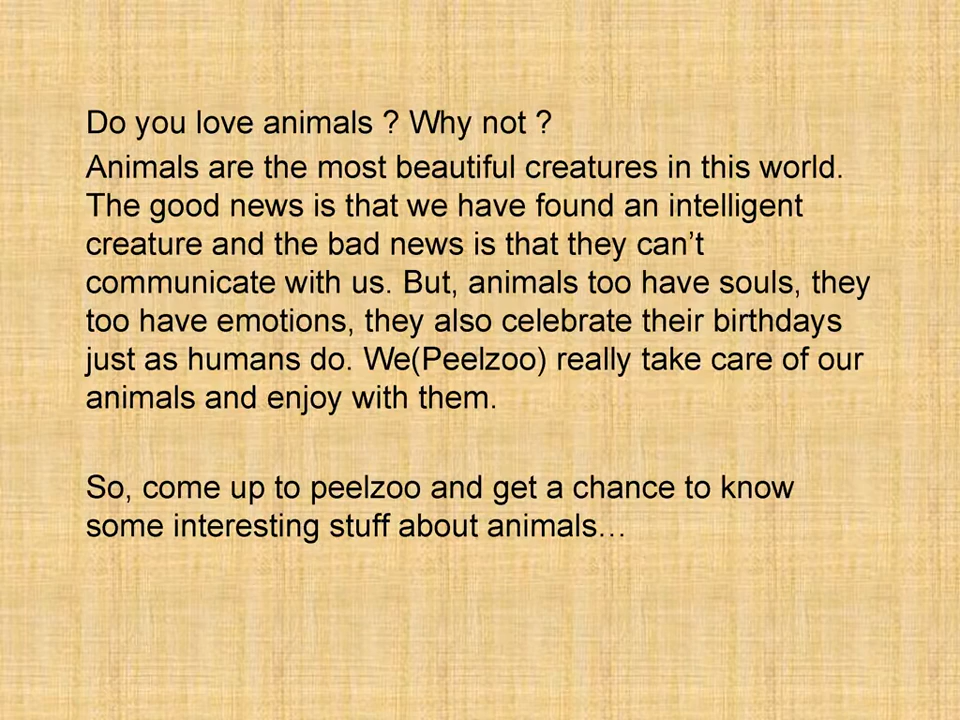 Do you love animals ? Why not ?
Animals are the most beautiful creatures in this world.
The good news is that we have found an intelligent
creature and the bad news is that they can’t
communicate with us. But, animals too have souls, they
too have emotions, they also celebrate their birthdays
just as humans do. We(Peelzoo) really take care of our
animals and enjoy with them.
So, come up to peelzoo and get a chance to know
some interesting stuff about animals…